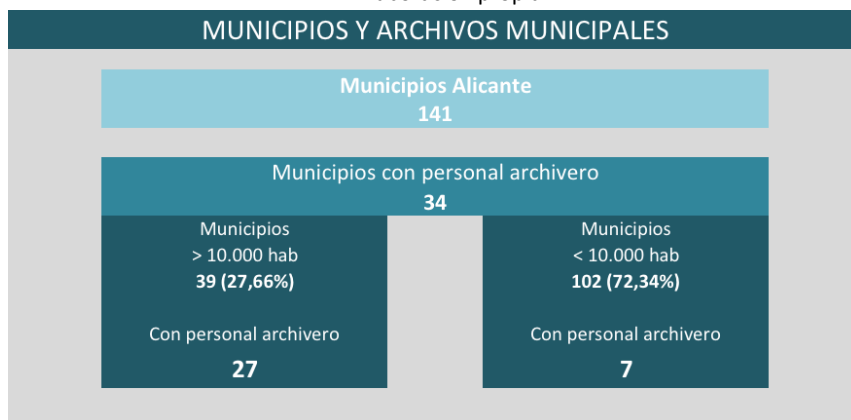 MUNICIPIOS Y ARCHIVOS MUNICIPALES
Municipios Alicante
141
Municipios con personal archivero
34
Municipios
> 10.000 hab
39 (27,66%)
Con personal archivero
27
Municipios
< 10.000 hab
102 (72,34%)
Con personal archivero
7